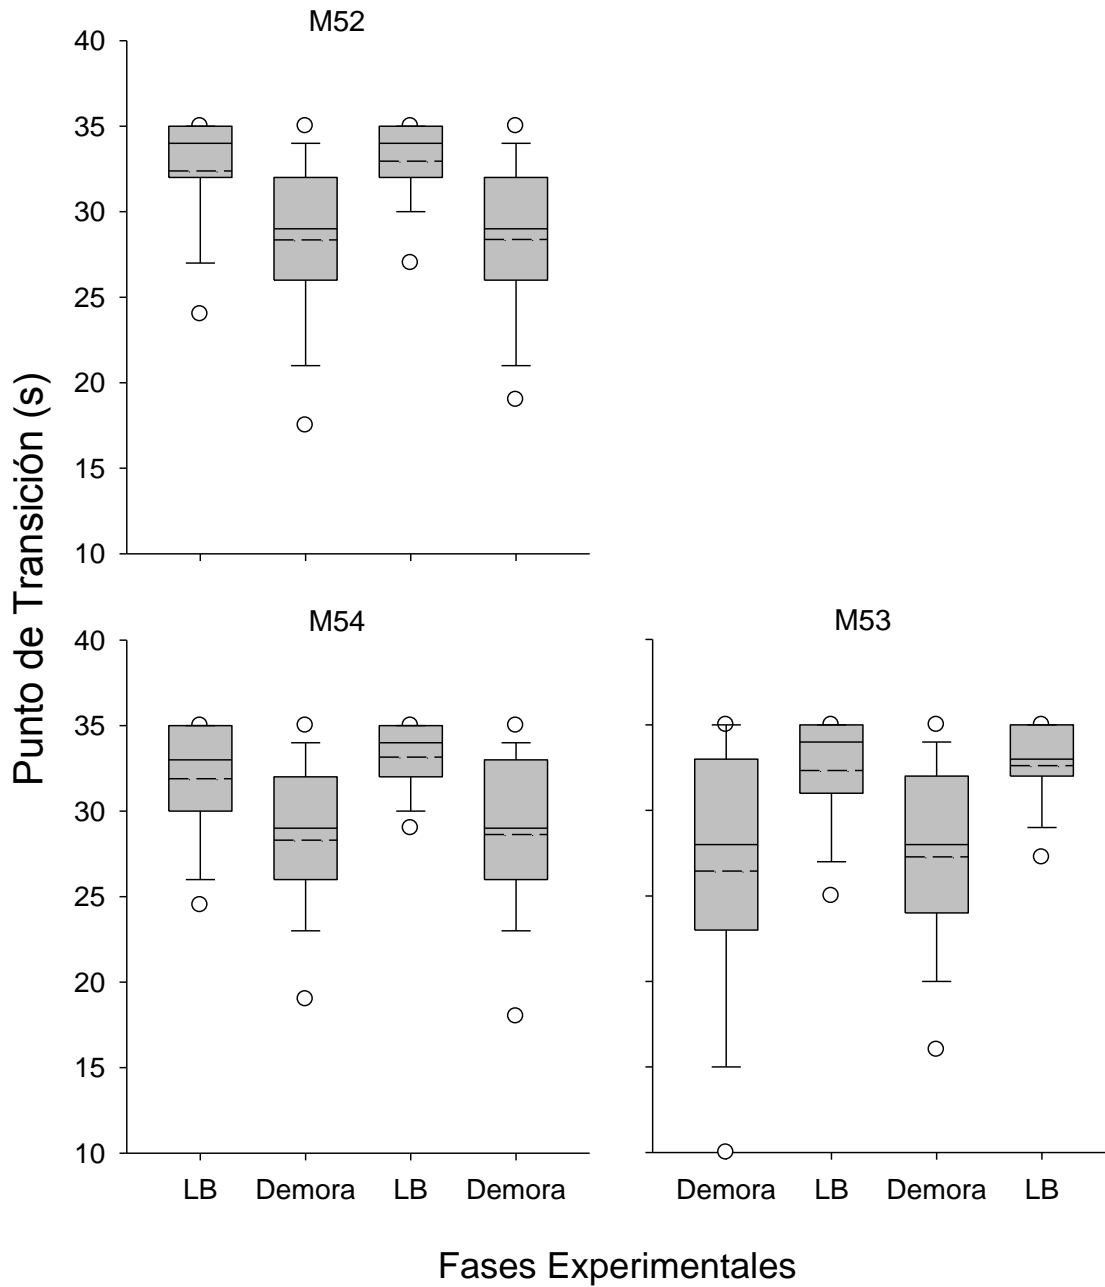 M52
40
35
30
25
20
15
10
Punto de Transición (s)
M54
M53
40
35
30
25
20
15
10
LB Demora LB Demora
Demora LB Demora LB
Fases Experimentales